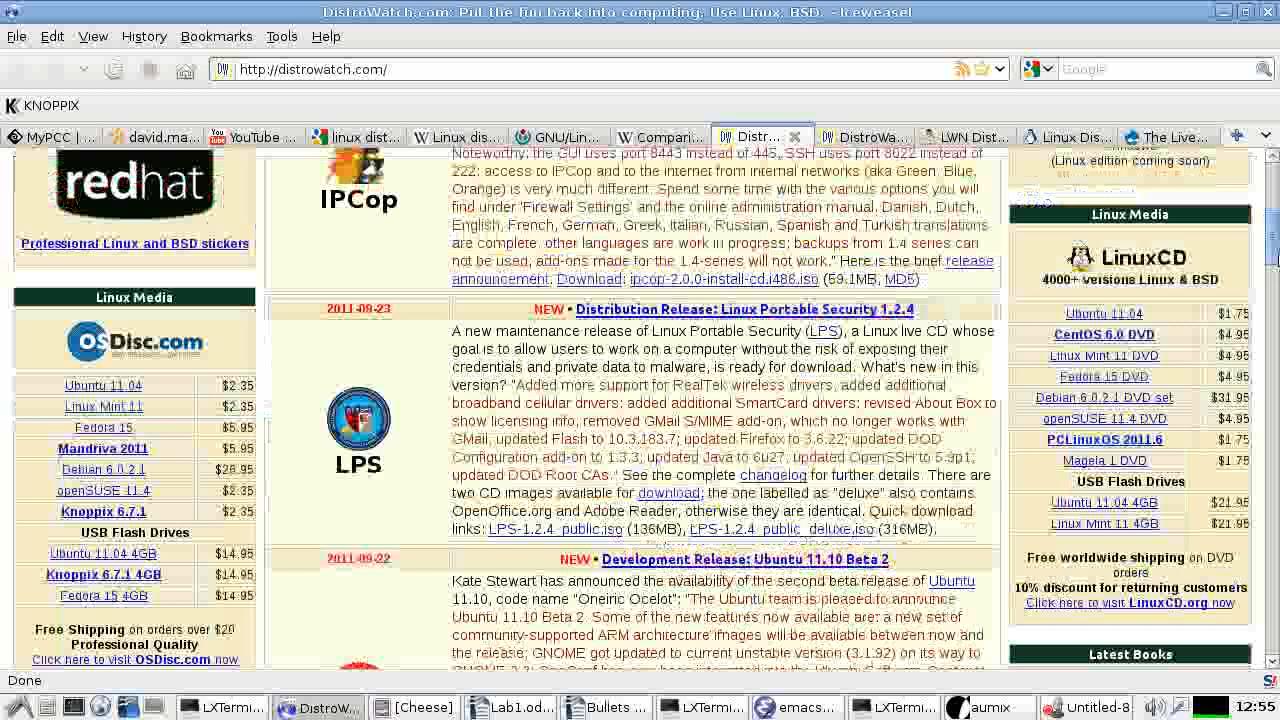 DistroWatch.com: Put the fun back into computing. Use Linux, BSD. - Iceweasel
File Edit View History Bookmarks Tools Help
http://distrowatch.com/
Google
KNOPPIX
MyPCC | ...
david.ma...
YouTube ...
linux dist...
Linux dis...
GNU/Lin...
Compari...
Distr...
DistroWa...
LWN Dist...
Linux Dis...
The Live...
redhat
Professional Linux and BSD stickers
Linux Media
OSDisc.com
Ubuntu 11.04 $2.35
Linux Mint 11 $2.35
Fedora 15 $5.95
Mandriva 2011 $5.95
Debian 6.0.2.1
openSUSE 11.4 $2.35
Knoppix 6.7.1 $2.35
USB Flash Drives
Ubuntu 11.04 4GB $14.95
Knoppix 6.7.1 4GB $14.95
Fedora 15 4GB $14.95
Free Shipping on orders over $20
Professional Quality
Click here to visit OSDisc.com now
IPCop
Noteworthy: the GUI uses port 8443 instead of 445, SSH uses port 8022 instead of
222; access to IPCop and to the internet from internal networks (aka Green, Blue,
Orange) is very much different. Spend some time with the various options you will
find under 'Firewall Settings' and the online administration manual. Danish, Dutch,
English, French, German, Greek, Italian, Russian, Spanish and Turkish translations
are complete, other languages are work in progress; backups from 1.4 series can
not be used, add-ons made for the 1.4-series will not work." Here is the brief release
announcement. Download: ipcop-2.0.0-install-cd.i486.iso (59.1MB, MD5)
2011-09-23 NEW • Distribution Release: Linux Portable Security 1.2.4
LPS
A new maintenance release of Linux Portable Security (LPS), a Linux live CD whose
goal is to allow users to work on a computer without the risk of exposing their
credentials and private data to malware, is ready for download. What's new in this
version? "Added more support for RealTek wireless drivers, added additional
broadband cellular drivers; added additional SmartCard drivers; revised About Box to
show licensing info, removed GMail S/MIME add-on, which no longer works with
GMail, updated Flash to 10.3.183.7; updated Firefox to 3.6.22; updated DOD
Configuration add-on to 1.3.3; updated Java to 6u27, updated OpenSSH to 5.9p1,
updated DOD Root CAs." See the complete changelog for further details. There are
two CD images available for download; the one labelled as "deluxe" also contains
OpenOffice.org and Adobe Reader, otherwise they are identical. Quick download
links: LPS-1.2.4_public.iso (136MB), LPS-1.2.4_public_deluxe.iso (316MB).
2011-09-22 NEW • Development Release: Ubuntu 11.10 Beta 2
Kate Stewart has announced the availability of the second beta release of Ubuntu
11.10, code name "Oneiric Ocelot": "The Ubuntu team is pleased to announce
Ubuntu 11.10 Beta 2. Some of the new features now available are: a new set of
community-supported ARM architecture images will be available between now and
the release; GNOME got updated to current unstable version (3.1.92) on its way to
(Linux edition coming soon)
Linux Media
LinuxCD
4000+ versions Linux & BSD
Ubuntu 11.04 $1.75
CentOS 6.0 DVD $4.95
Linux Mint 11 DVD $4.95
Fedora 15 DVD $4.95
Debian 6.0.2.1 DVD set $31.95
openSUSE 11.4 DVD $4.95
PCLinuxOS 2011.6 $1.75
Mageia 1 DVD $1.75
USB Flash Drives
Ubuntu 11.04 4GB $21.95
Linux Mint 11 4GB $21.95
Free worldwide shipping on DVD
orders
10% discount for returning customers
Click here to visit LinuxCD.org now
Latest Books
Done
LXTermi...
DistroW...
[Cheese]
Lab1.od...
Bullets ...
LXTermi...
emacs...
LXTermi...
aumix
Untitled-8
12:55